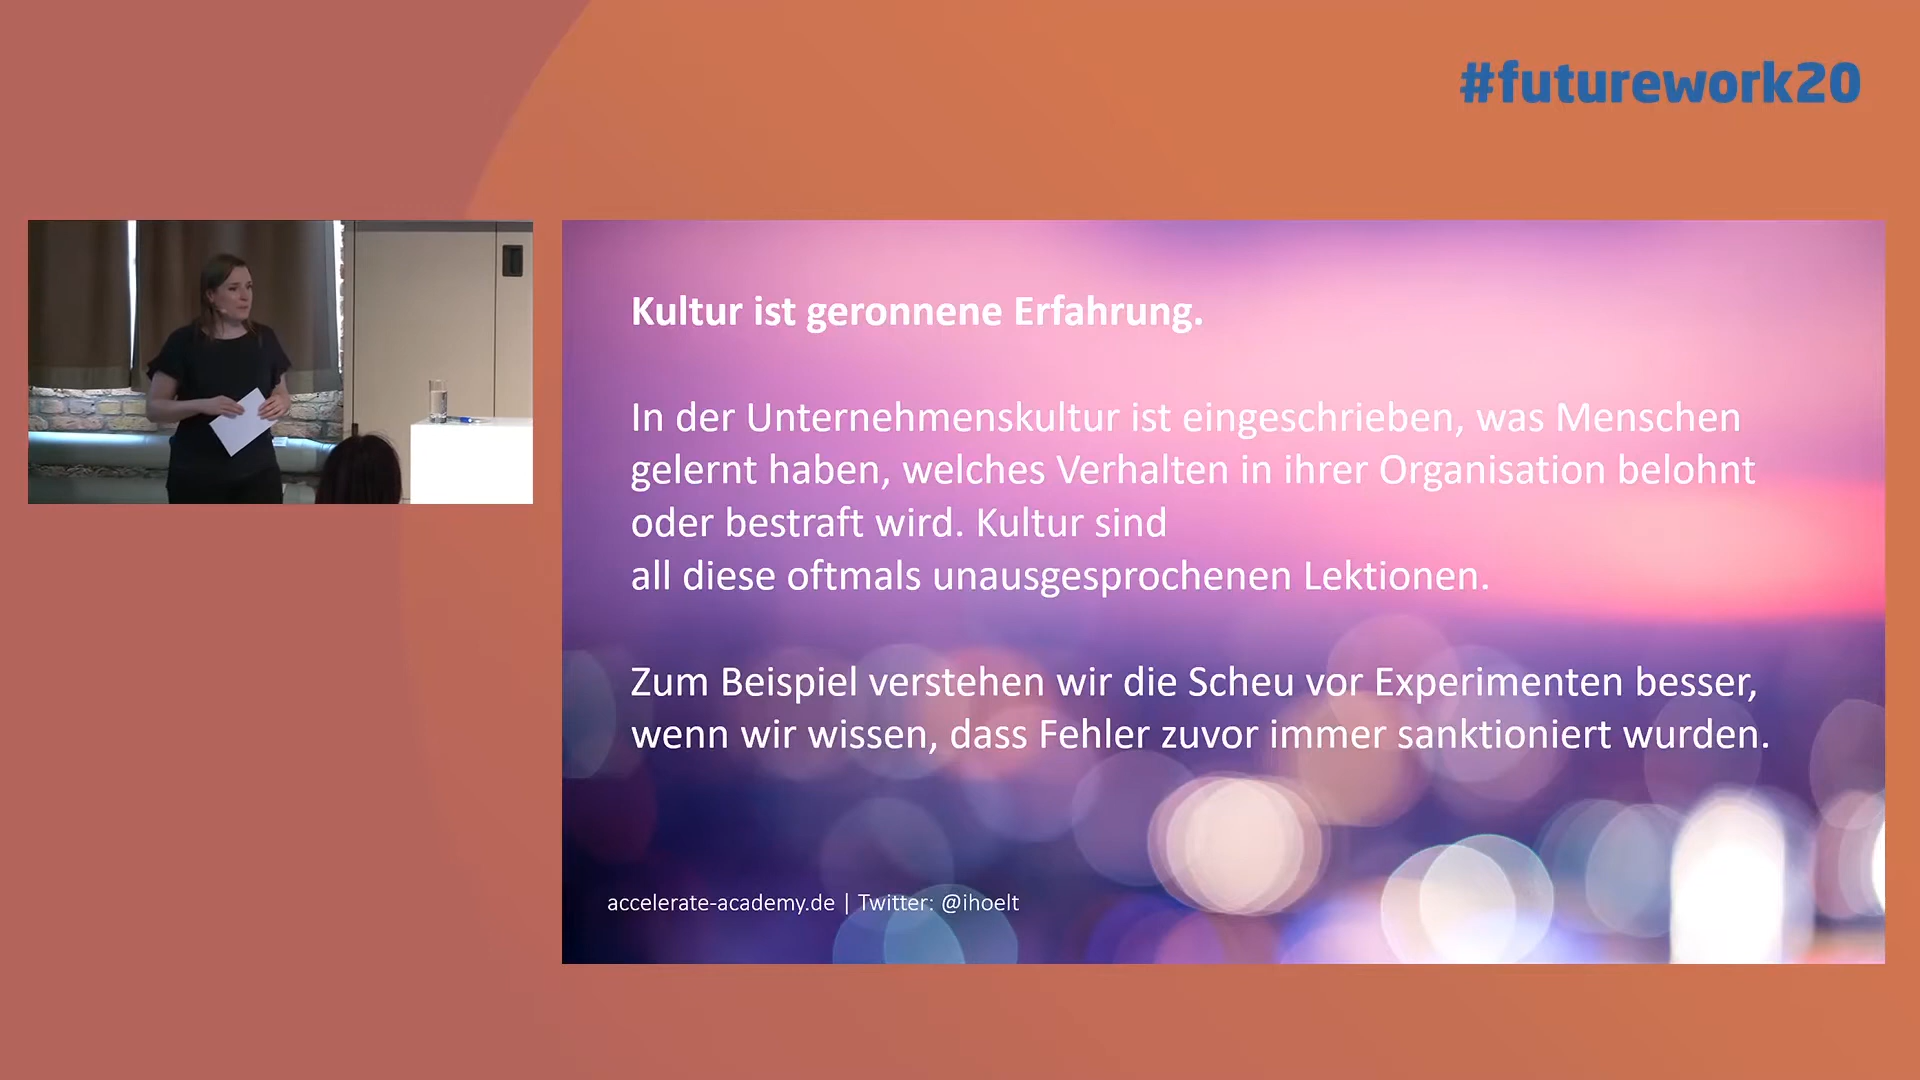 #futurework20
Kultur ist geronnene Erfahrung.
In der Unternehmenskultur ist eingeschrieben, was Menschen
gelernt haben, welches Verhalten in ihrer Organisation belohnt
oder bestraft wird. Kultur sind
all diese oftmals unausgesprochenen Lektionen.
Zum Beispiel verstehen wir die Scheu vor Experimenten besser,
wenn wir wissen, dass Fehler zuvor immer sanktioniert wurden.
accelerate-academy.de | Twitter: @ihoelt